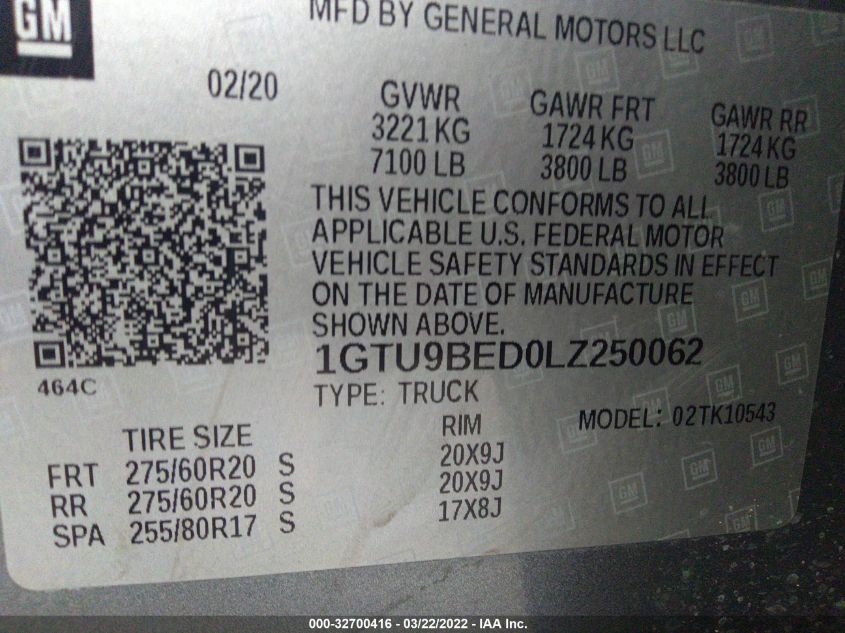 GM
MFD BY GENERAL MOTORS LLC
02/20
GVWR
3221 KG
7100 LB
GAWR FRT
1724 KG
3800 LB
GAWR RR
1724 KG
3800 LB
THIS VEHICLE CONFORMS TO ALL
APPLICABLE U.S. FEDERAL MOTOR
VEHICLE SAFETY STANDARDS IN EFFECT
ON THE DATE OF MANUFACTURE
SHOWN ABOVE.
1GTU9BED0LZ250062
464C
TYPE: TRUCK
MODEL: 02TK10543
TIRE SIZE
RIM
FRT 275/60R20 S 20X9J
RR 275/60R20 S 20X9J
SPA 255/80R17 S 17X8J
000-32700416 - 03/22/2022 - IAA Inc.